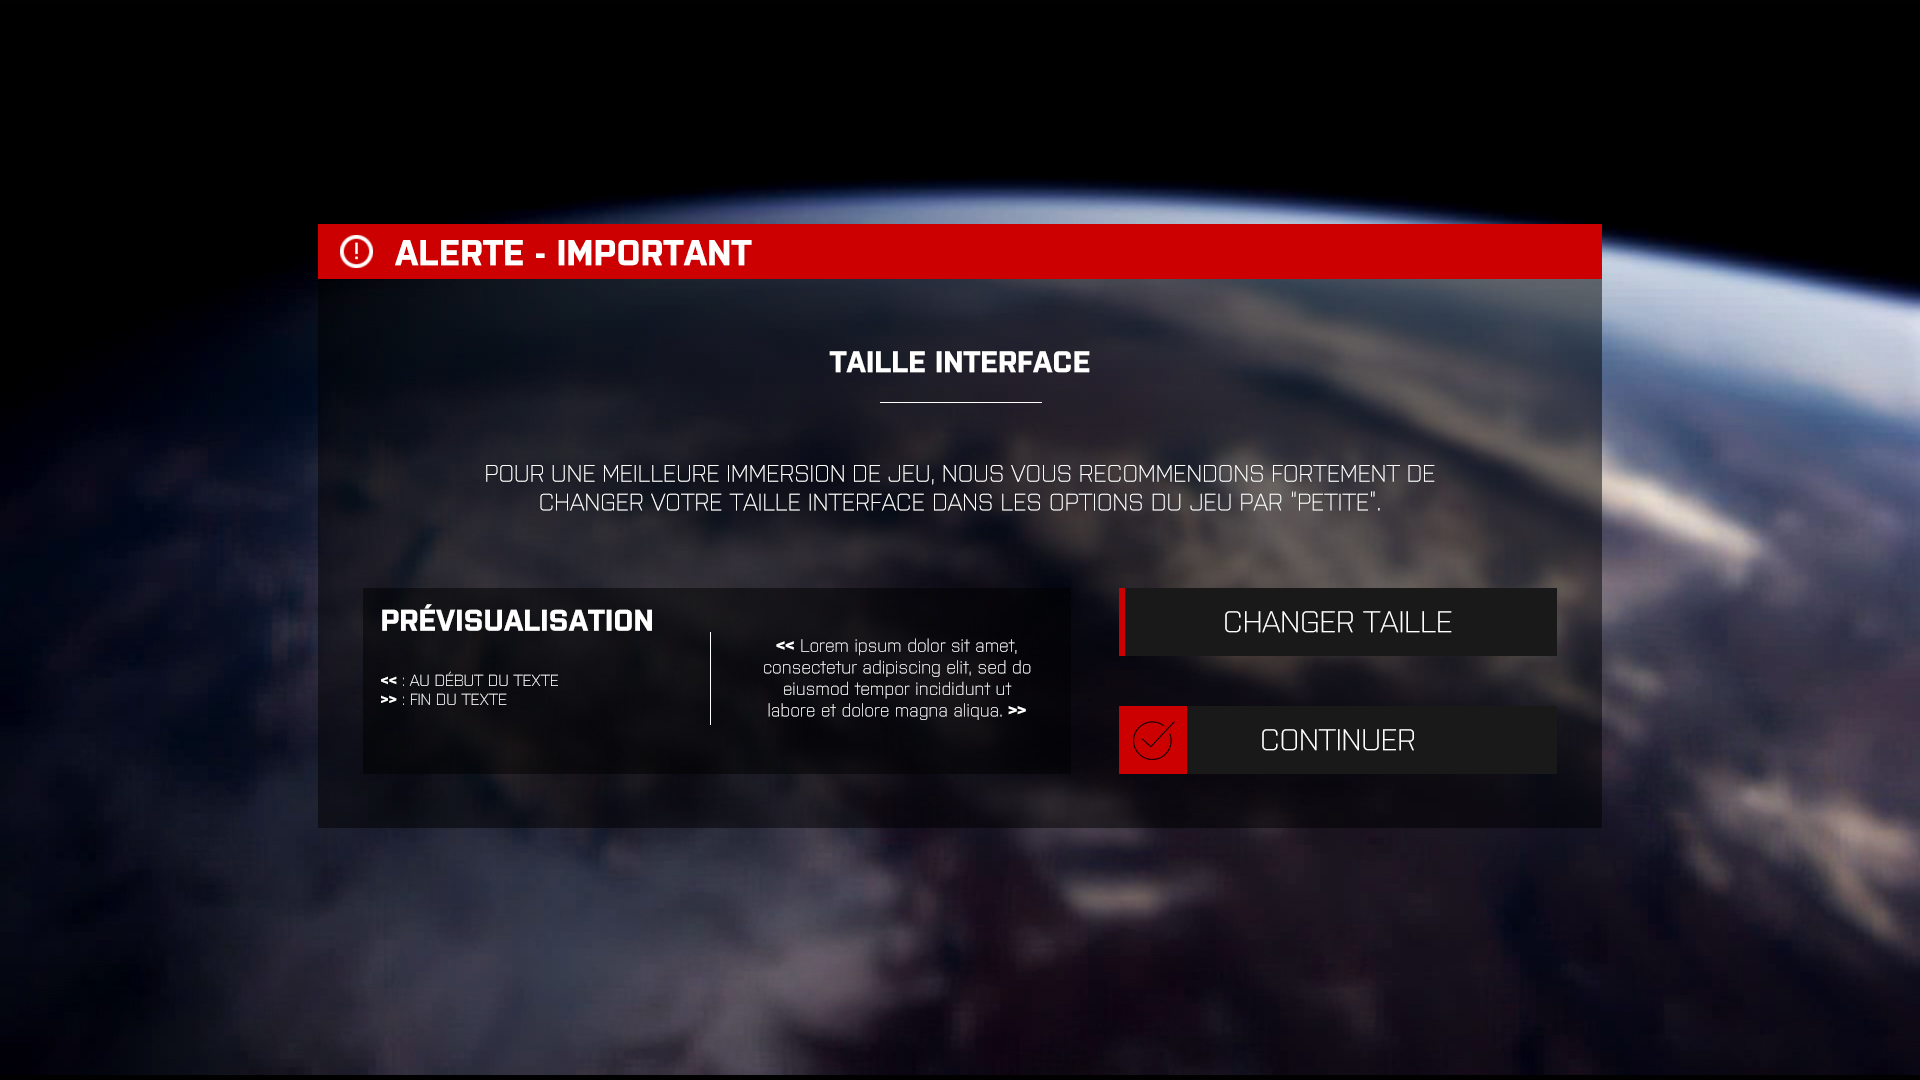 ALERTE - IMPORTANT
TAILLE INTERFACE
POUR UNE MEILLEURE IMMERSION DE JEU, NOUS VOUS RECOMMENDONS FORTEMENT DE
CHANGER VOTRE TAILLE INTERFACE DANS LES OPTIONS DU JEU PAR "PETITE".
PRÉVISUALISATION
<< : AU DÉBUT DU TEXTE
>> : FIN DU TEXTE
<< Lorem ipsum dolor sit amet,
consectetur adipiscing elit, sed do
eiusmod tempor incididunt ut
labore et dolore magna aliqua. >>
CHANGER TAILLE
CONTINUER